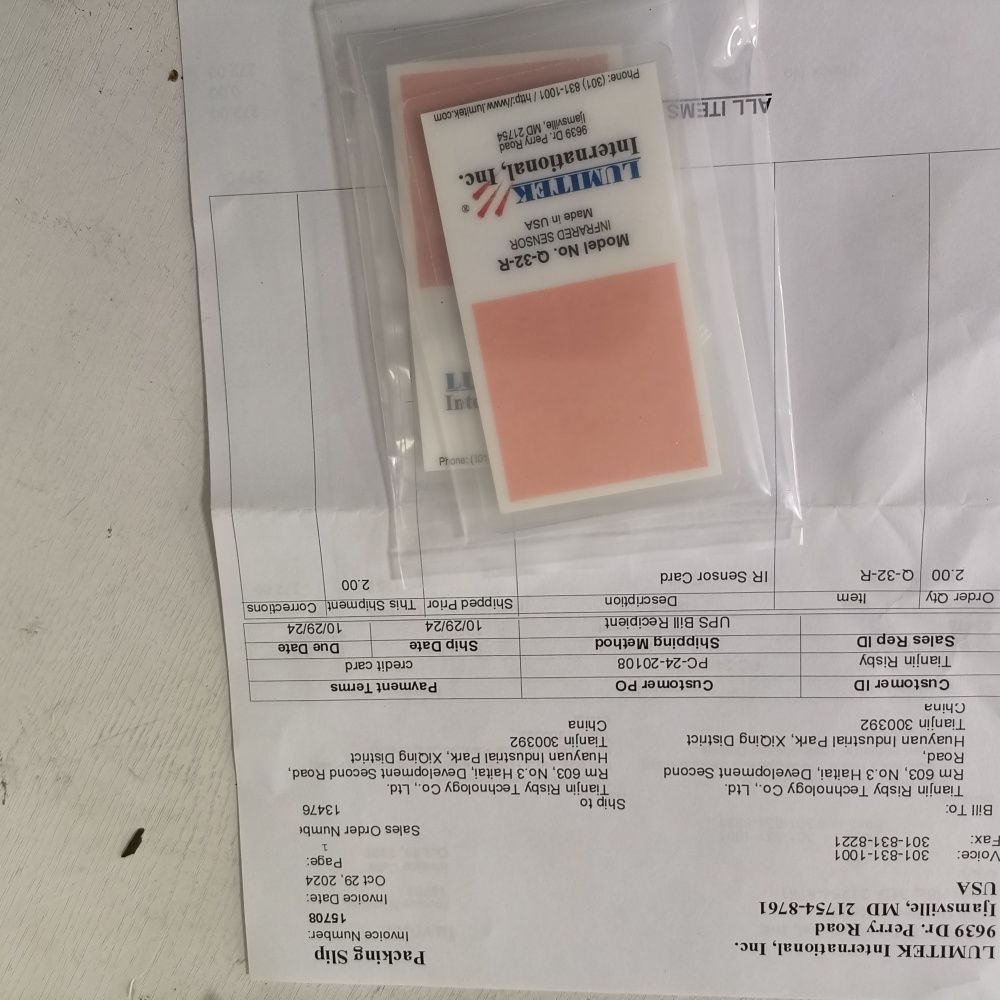 Packing Slip
LUMITEK International, Inc.
9639 Dr. Perry Road
Ijamsville, MD 21754-8761
USA
Invoice Number:
15708
Invoice Date:
Oct 29, 2024
Page:
1
Voice: 301-831-1001
Fax: 301-831-8221
Sales Order Numbe
13476
Bill To:
Tianjin Risby Technology Co., Ltd.
Rm 603, No.3 Haitai, Development Second
Road,
Huayuan Industrial Park, XiQing District
Tianjin 300392
China
Ship to
Tianjin Risby Technology Co., Ltd.
Rm 603, No.3 Haitai, Development Second Road,
Huayuan Industrial Park, XiQing District
Tianjin 300392
China
Customer ID Customer PO Payment Terms
Tianjin Risby PC-24-20108 credit card
Sales Rep ID Shipping Method Ship Date Due Date
UPS Bill Recipient 10/29/24 10/29/24
Order Qty Item Description Shipped Prior This Shipment Corrections
2.00 Q-32-R IR Sensor Card 2.00
Model No. Q-32-R
INFRARED SENSOR
Made in USA
LUMITEK ®
International, Inc.
9639 Dr. Perry Road
Ijamsville, MD 21754
Phone: (301) 831-1001 / http://www.lumitek.com
LU
Inte
Phone: (301
ALL ITEMS